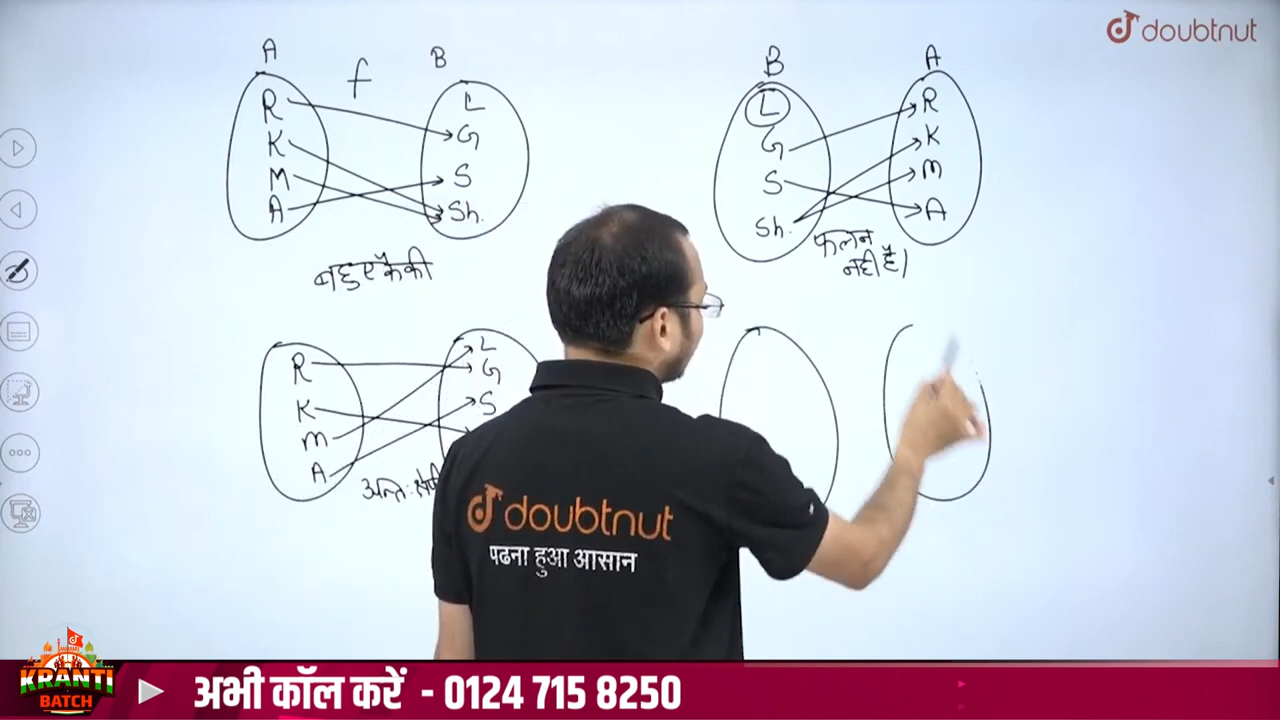 doubtnut
A f B
R L
K G
M S
A Sh.
बहुएकैकी
B A
L R
G K
S M
Sh. A
फलन
नहीं है।
R L
K G
M S
A
अन्तः
doubtnut
पढना हुआ आसान
KRANTI
BATCH
अभी कॉल करें - 0124 715 8250